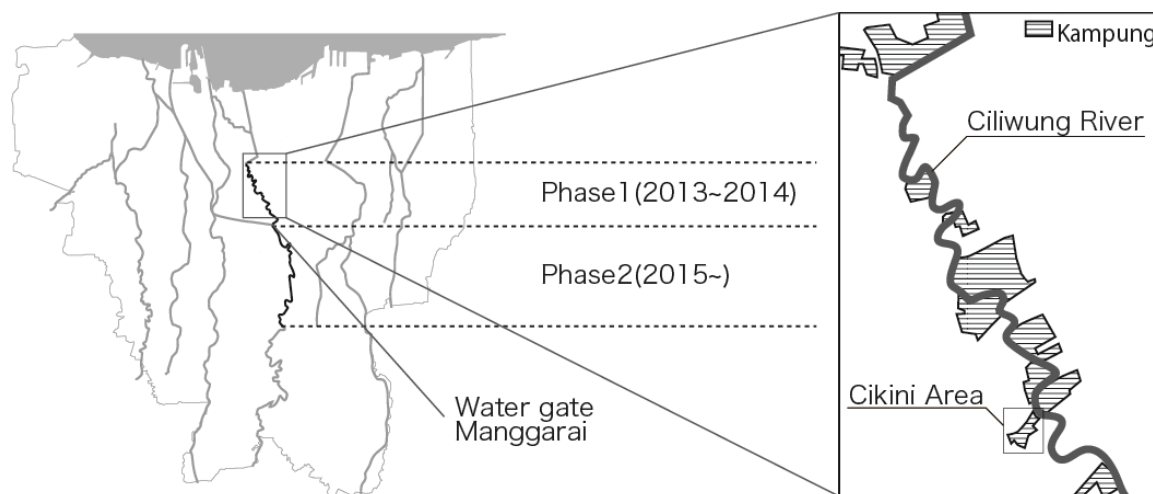 Phase1(2013~2014)
Phase2(2015~)
Water gate
Manggarai
Kampung
Ciliwung River
Cikini Area